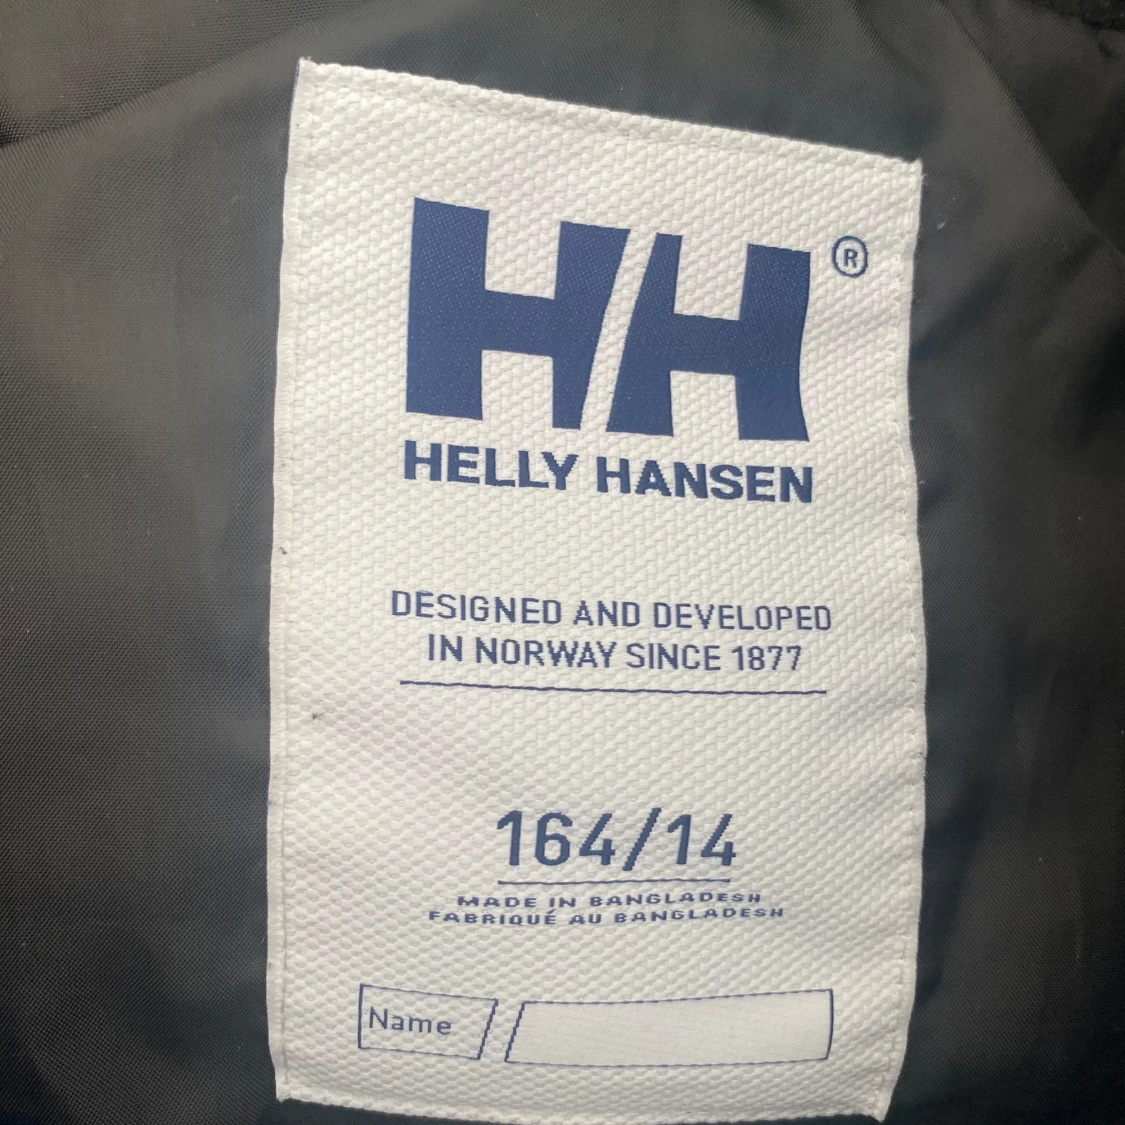 HH®
HELLY HANSEN
DESIGNED AND DEVELOPED
IN NORWAY SINCE 1877
164/14
MADE IN BANGLADESH
FABRIQUÉ AU BANGLADESH
Name